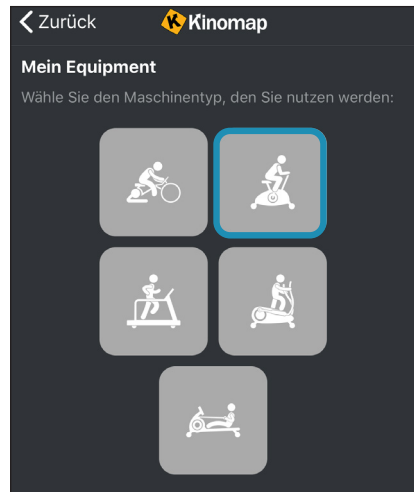 Zurück
Kinomap
Mein Equipment
Wähle Sie den Maschinentyp, den Sie nutzen werden: